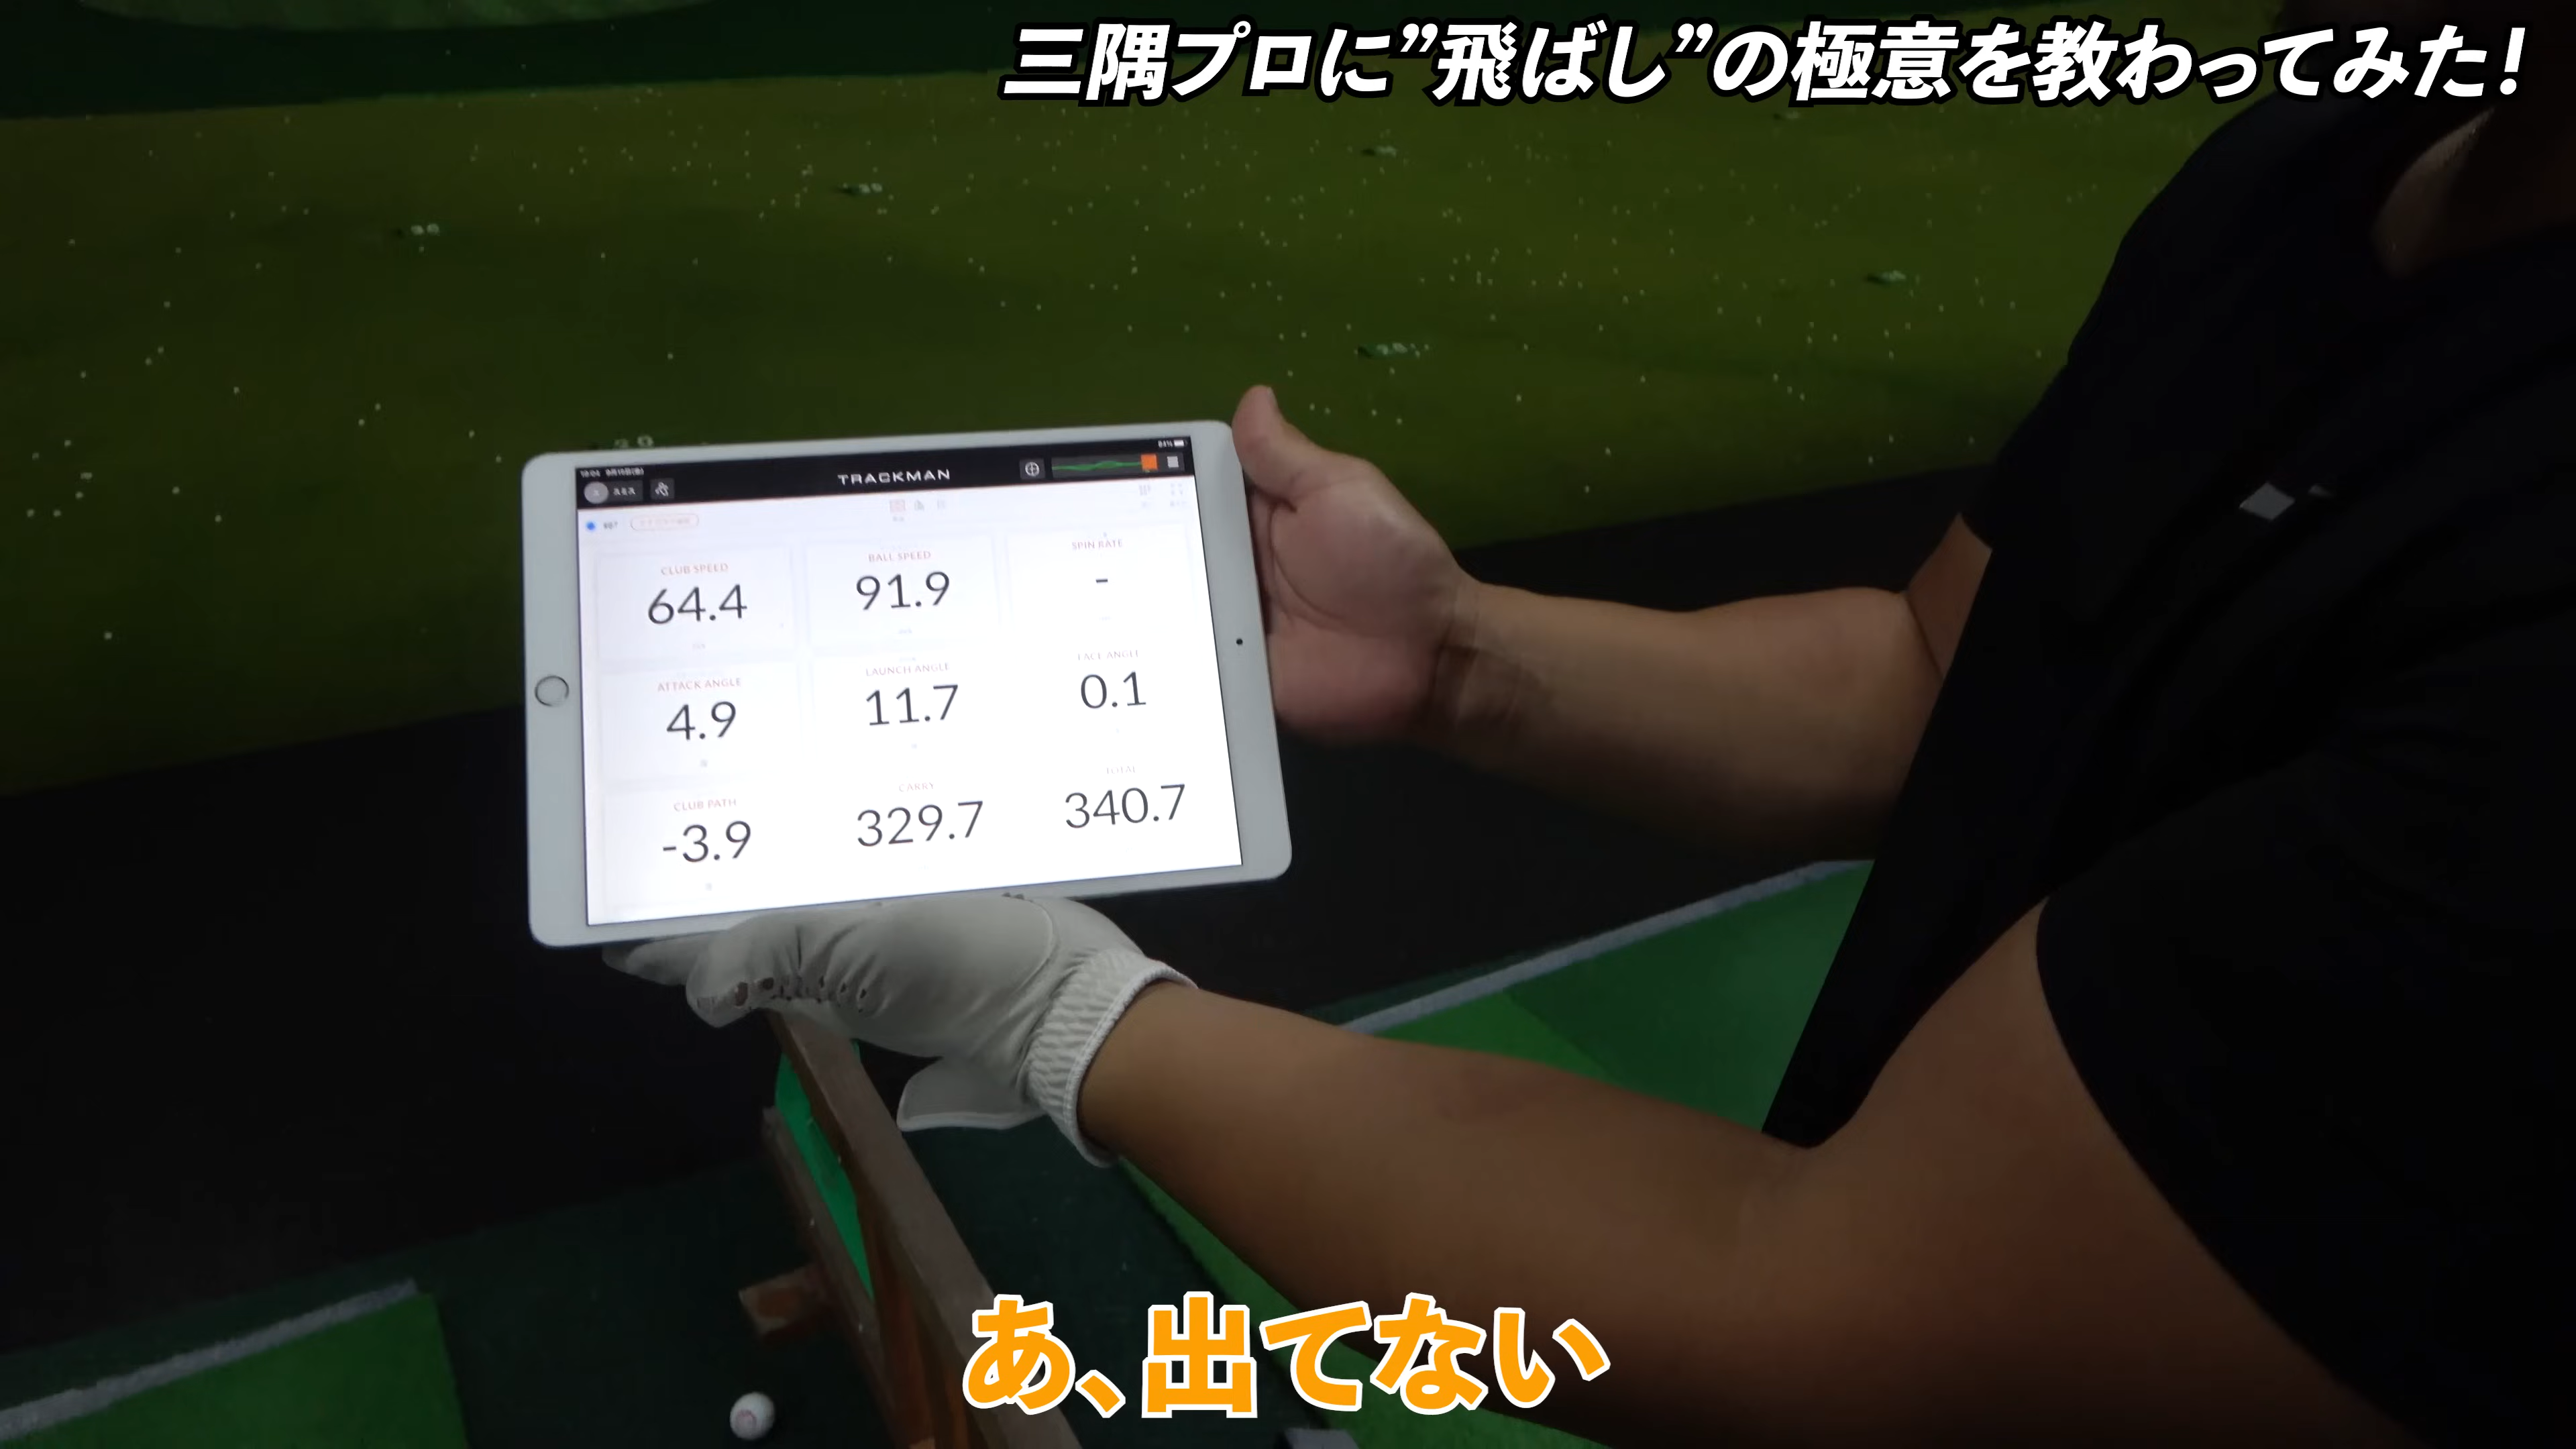 三隅プロに”飛ばし”の極意を教わってみた!
TRACKMAN
CLUB SPEED
64.4
BALL SPEED
91.9
SPIN RATE
-
ATTACK ANGLE
4.9
LAUNCH ANGLE
11.7
FACE ANGLE
0.1
CLUB PATH
-3.9
CARRY
329.7
TOTAL
340.7
あ、出てない